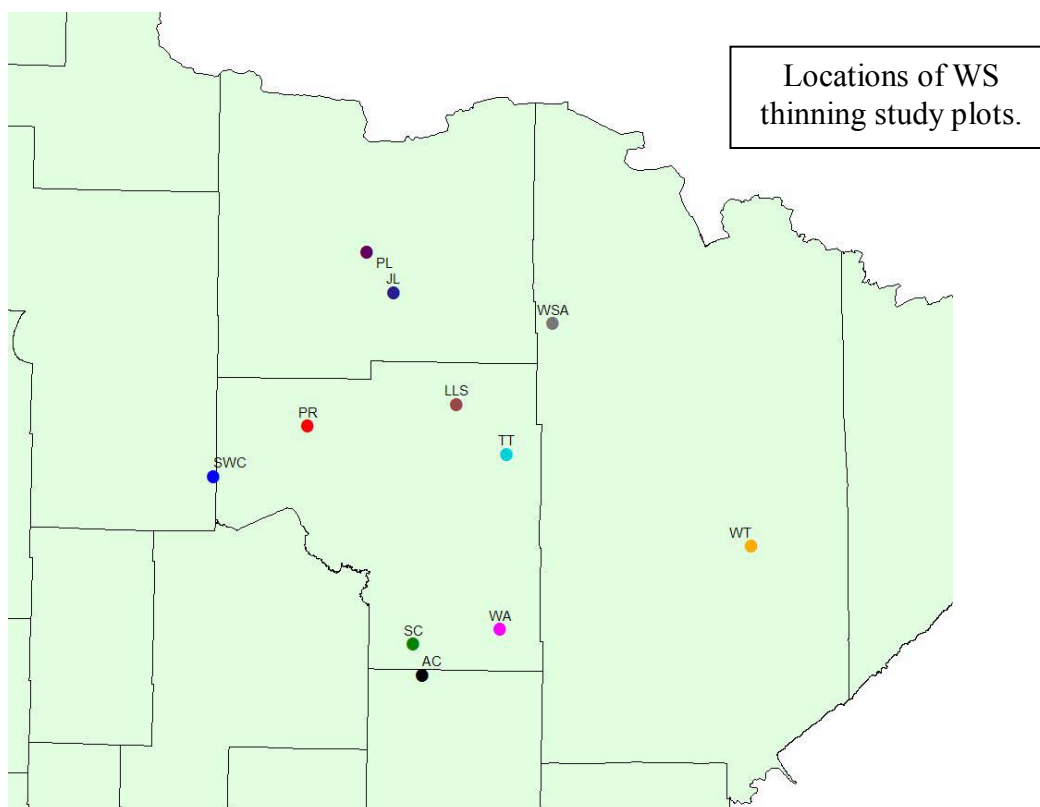 Locations of WS
thinning study plots.
PL
JL
WSA
LLS
PR
TT
SWC
WT
WA
SC
AC